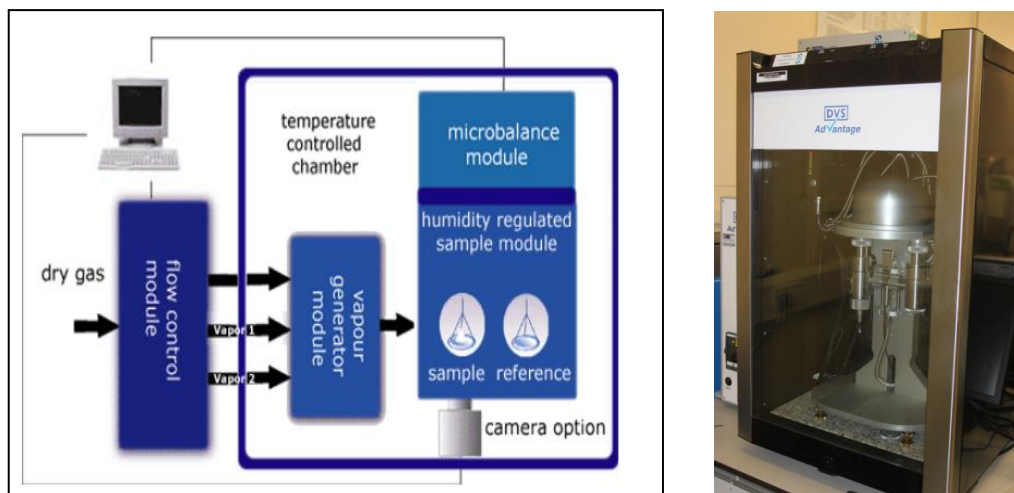 temperature
controlled
chamber
microbalance
module
humidity regulated
sample module
dry gas
flow control
module
Vapor 1
Vapor 2
vapour
generator
module
sample
reference
camera option
DVS
Advantage
DVS